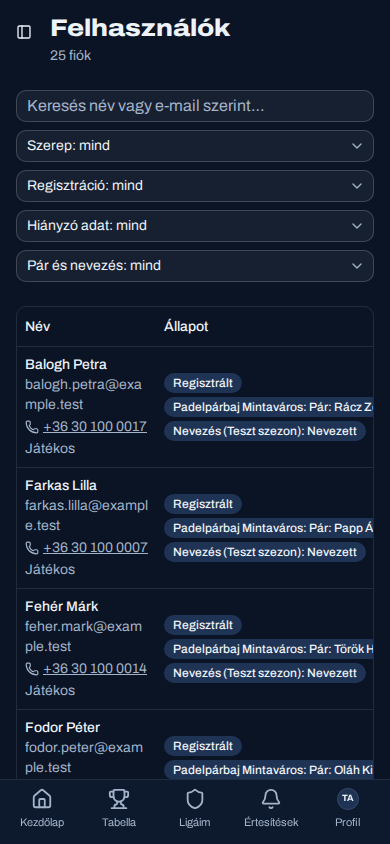 Felhasználók
25 fiók
Keresés név vagy e-mail szerint...
Szerep: mind
Regisztráció: mind
Hiányzó adat: mind
Pár és nevezés: mind
Név
Állapot
Balogh Petra
balogh.petra@exa
mple.test
+36 30 100 0017
Játékos
Regisztrált
Padelpárbaj Mintaváros: Pár: Rácz
Nevezés (Teszt szezon): Nevezett
Farkas Lilla
farkas.lilla@exampl
e.test
+36 30 100 0007
Játékos
Regisztrált
Padelpárbaj Mintaváros: Pár: Papp
Nevezés (Teszt szezon): Nevezett
Fehér Márk
feher.mark@exam
ple.test
+36 30 100 0014
Játékos
Regisztrált
Padelpárbaj Mintaváros: Pár: Török
Nevezés (Teszt szezon): Nevezett
Fodor Péter
fodor.peter@exam
ple.test
Regisztrált
Padelpárbaj Mintaváros: Pár: Oláh
Kezdőlap
Tabella
Ligáim
Értesítések
TA
Profil